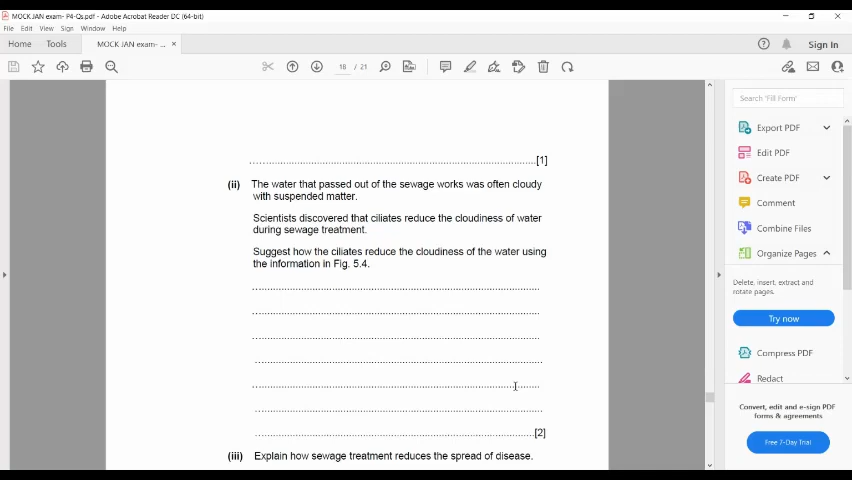 MOCK JAN exam- P4-Qs.pdf - Adobe Acrobat Reader DC (64-bit)
File Edit View Sign Window Help
Home Tools MOCK JAN exam- ... × Sign In
18 / 21
Search 'Fill Form'
Export PDF
Edit PDF
Create PDF
Comment
Combine Files
Organize Pages
Delete, insert, extract and
rotate pages.
Try now
Compress PDF
Redact
Convert, edit and e-sign PDF
forms & agreements
Free 7-Day Trial
[1]
(ii) The water that passed out of the sewage works was often cloudy
with suspended matter.
Scientists discovered that ciliates reduce the cloudiness of water
during sewage treatment.
Suggest how the ciliates reduce the cloudiness of the water using
the information in Fig. 5.4.
[2]
(iii) Explain how sewage treatment reduces the spread of disease.